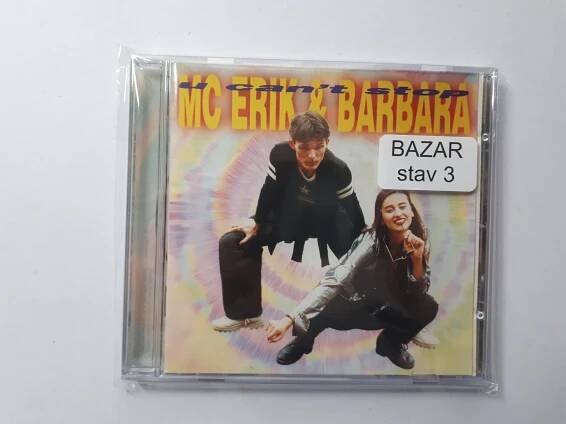 u can't stop
MC ERIK & BARBARA
BAZAR
stav 3